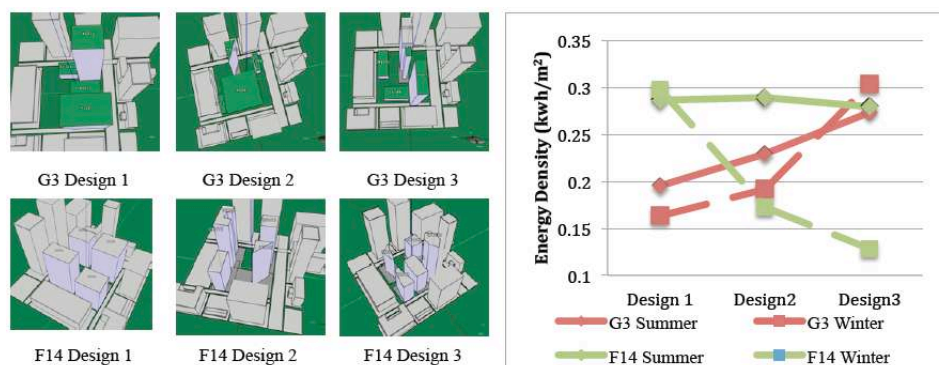 G3 Design 1
G3 Design 2
G3 Design 3
F14 Design 1
F14 Design 2
F14 Design 3
Energy Density (kwh/m²)
0.35
0.3
0.25
0.2
0.15
0.1
Design 1
Design2
Design3
G3 Summer
G3 Winter
F14 Summer
F14 Winter